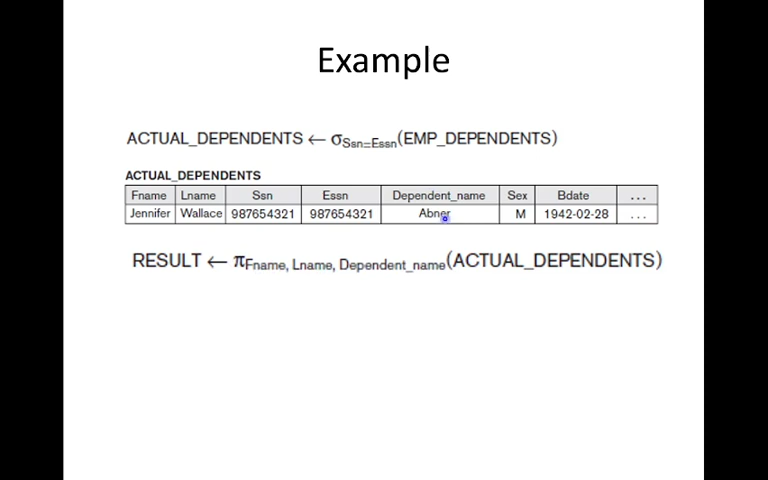 Example
ACTUAL_DEPENDENTS ← σSsn=Essn(EMP_DEPENDENTS)
ACTUAL_DEPENDENTS
Fname Lname Ssn Essn Dependent_name Sex Bdate ...
Jennifer Wallace 987654321 987654321 Abner M 1942-02-28 ...
RESULT ← πFname, Lname, Dependent_name(ACTUAL_DEPENDENTS)